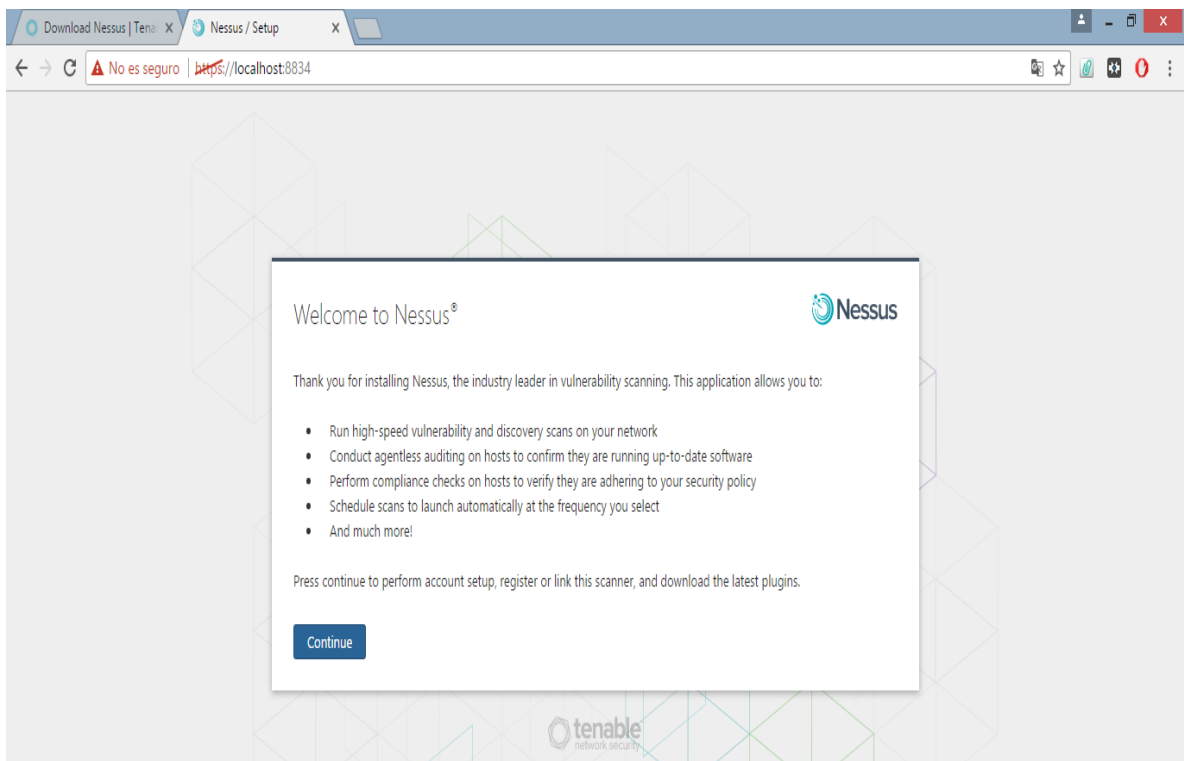 Download Nessus | Tena
Nessus / Setup
No es seguro | https://localhost:8834
Welcome to Nessus®
Nessus
Thank you for installing Nessus, the industry leader in vulnerability scanning. This application allows you to:
• Run high-speed vulnerability and discovery scans on your network
• Conduct agentless auditing on hosts to confirm they are running up-to-date software
• Perform compliance checks on hosts to verify they are adhering to your security policy
• Schedule scans to launch automatically at the frequency you select
• And much more!
Press continue to perform account setup, register or link this scanner, and download the latest plugins.
Continue
tenable
network security